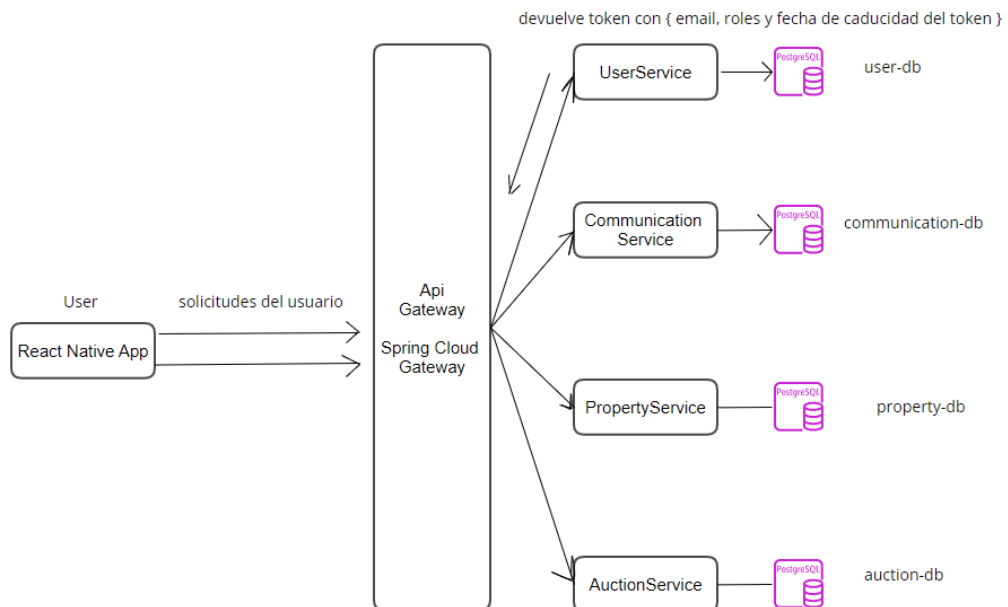 devuelve token con { email, roles y fecha de caducidad del token }
UserService
PostgreSQL
user-db
Communication
Service
PostgreSQL
communication-db
User
solicitudes del usuario
React Native App
Api
Gateway
Spring Cloud
Gateway
PropertyService
PostgreSQL
property-db
AuctionService
PostgreSQL
auction-db